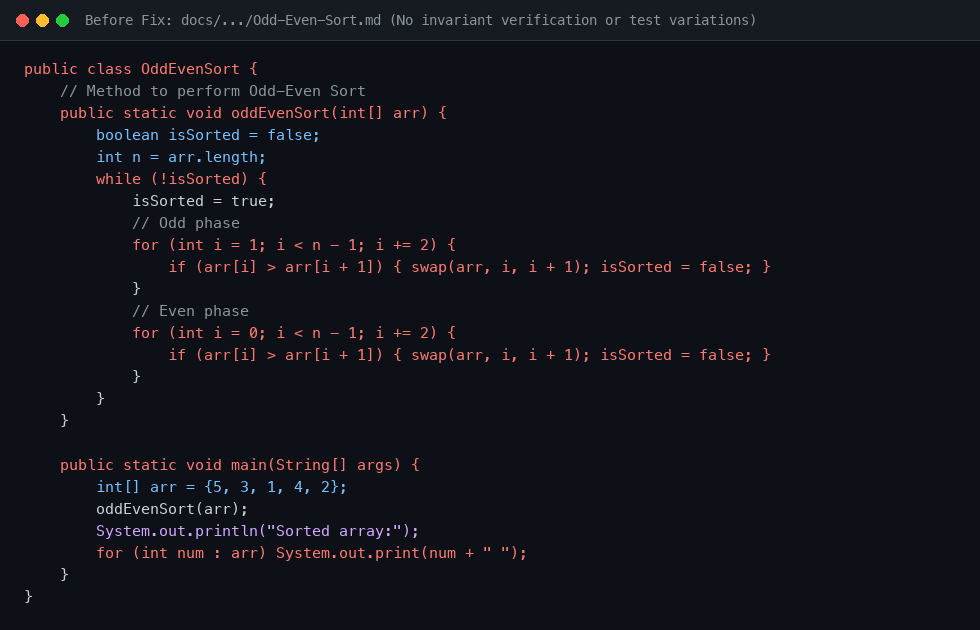 Before Fix: docs/.../Odd-Even-Sort.md (No invariant verification or test variations)
public class OddEvenSort {
    // Method to perform Odd-Even Sort
    public static void oddEvenSort(int[] arr) {
        boolean isSorted = false;
        int n = arr.length;
        while (!isSorted) {
            isSorted = true;
            // Odd phase
            for (int i = 1; i < n - 1; i += 2) {
                if (arr[i] > arr[i + 1]) { swap(arr, i, i + 1); isSorted = false; }
            }
            // Even phase
            for (int i = 0; i < n - 1; i += 2) {
                if (arr[i] > arr[i + 1]) { swap(arr, i, i + 1); isSorted = false; }
            }
        }
    }
    public static void main(String[] args) {
        int[] arr = {5, 3, 1, 4, 2};
        oddEvenSort(arr);
        System.out.println("Sorted array:");
        for (int num : arr) System.out.print(num + " ");
    }
}